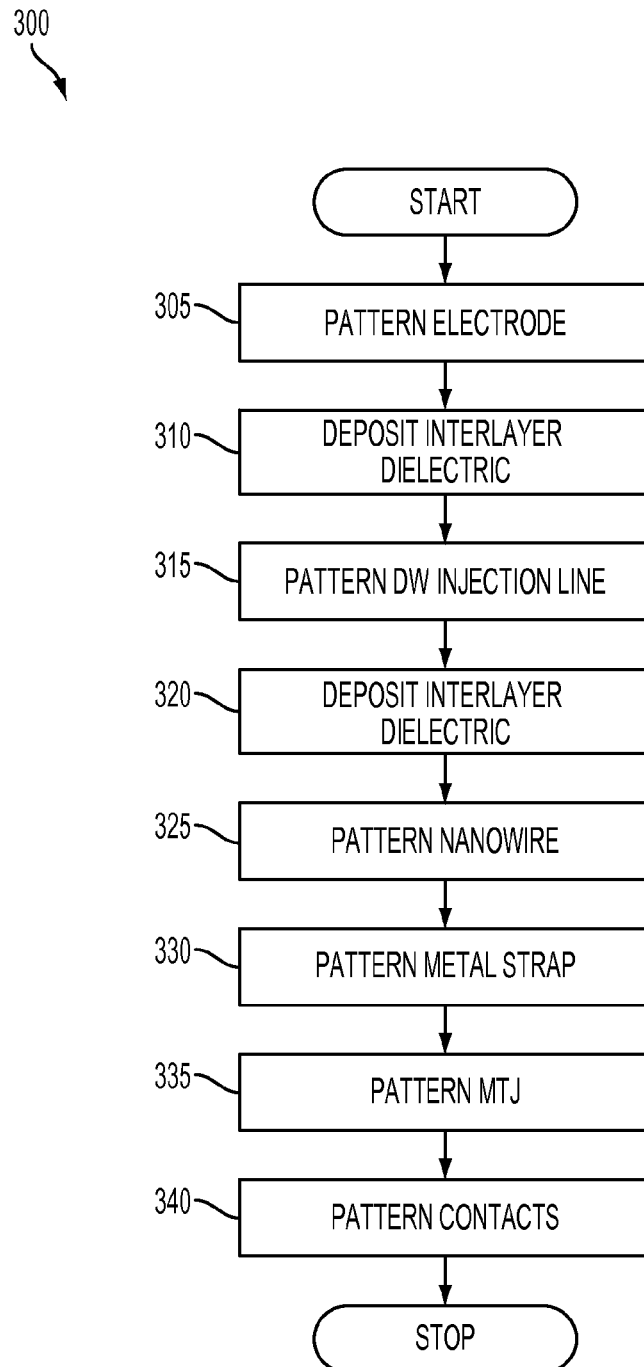 300
START
305
PATTERN ELECTRODE
310
DEPOSIT INTERLAYER
DIELECTRIC
315
PATTERN DW INJECTION LINE
320
DEPOSIT INTERLAYER
DIELECTRIC
325
PATTERN NANOWIRE
330
PATTERN METAL STRAP
335
PATTERN MTJ
340
PATTERN CONTACTS
STOP